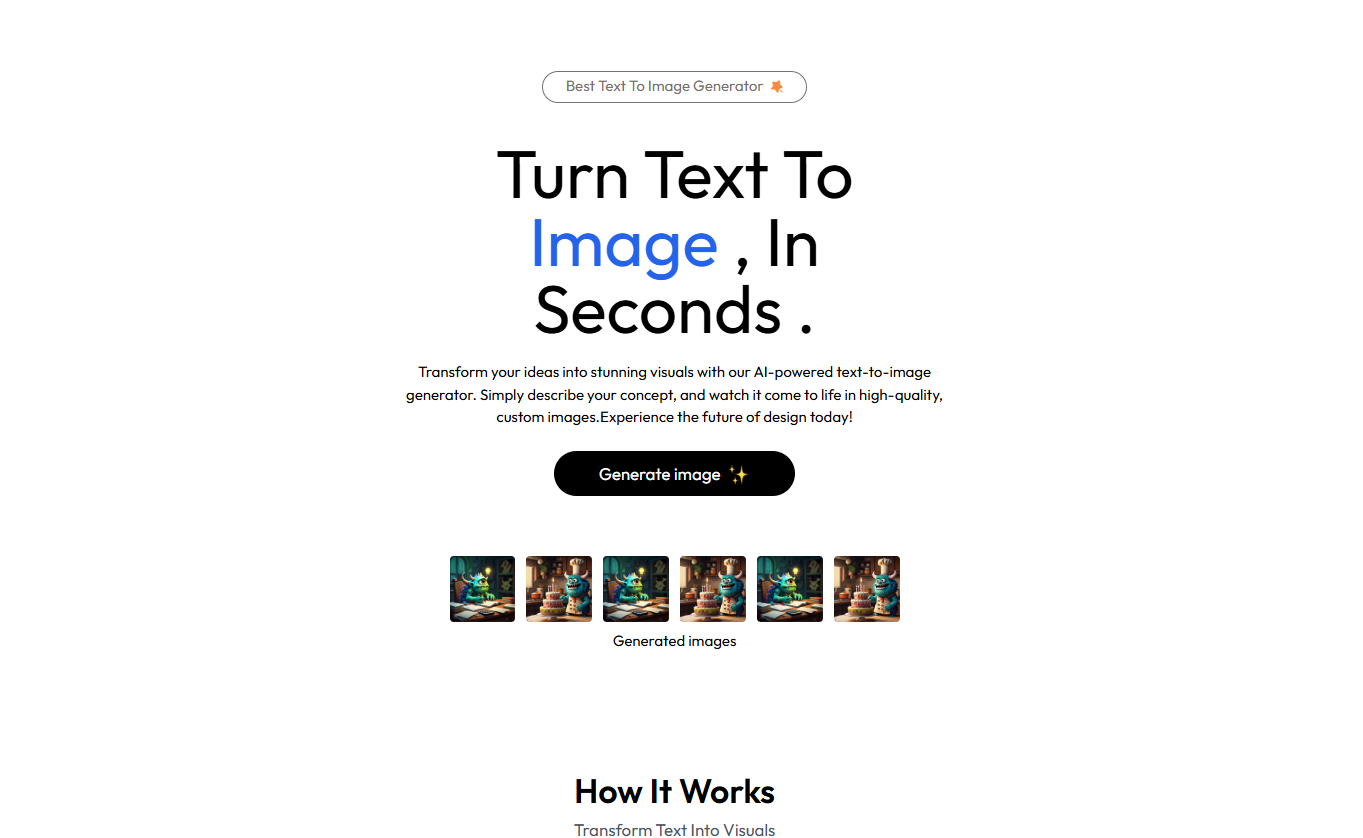 Best Text To Image Generator
Turn Text To
Image , In
Seconds .
Transform your ideas into stunning visuals with our AI-powered text-to-image
generator. Simply describe your concept, and watch it come to life in high-quality,
custom images.Experience the future of design today!
Generate image ✨
Generated images
How It Works
Transform Text Into Visuals